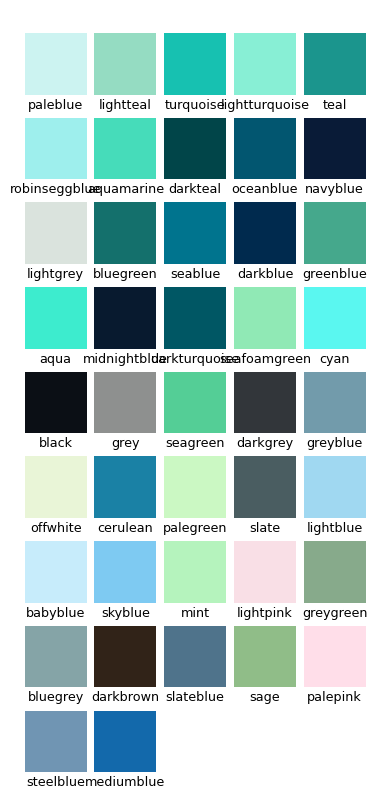 paleblue lightteal turquoise lightturquoise teal
robinseggblue aquamarine darkteal oceanblue navyblue
lightgrey bluegreen seablue darkblue greenblue
aqua midnightblue darkturquoise seafoamgreen cyan
black grey seagreen darkgrey greyblue
offwhite cerulean palegreen slate lightblue
babyblue skyblue mint lightpink greygreen
bluegrey darkbrown slateblue sage palepink
steelblue mediumblue